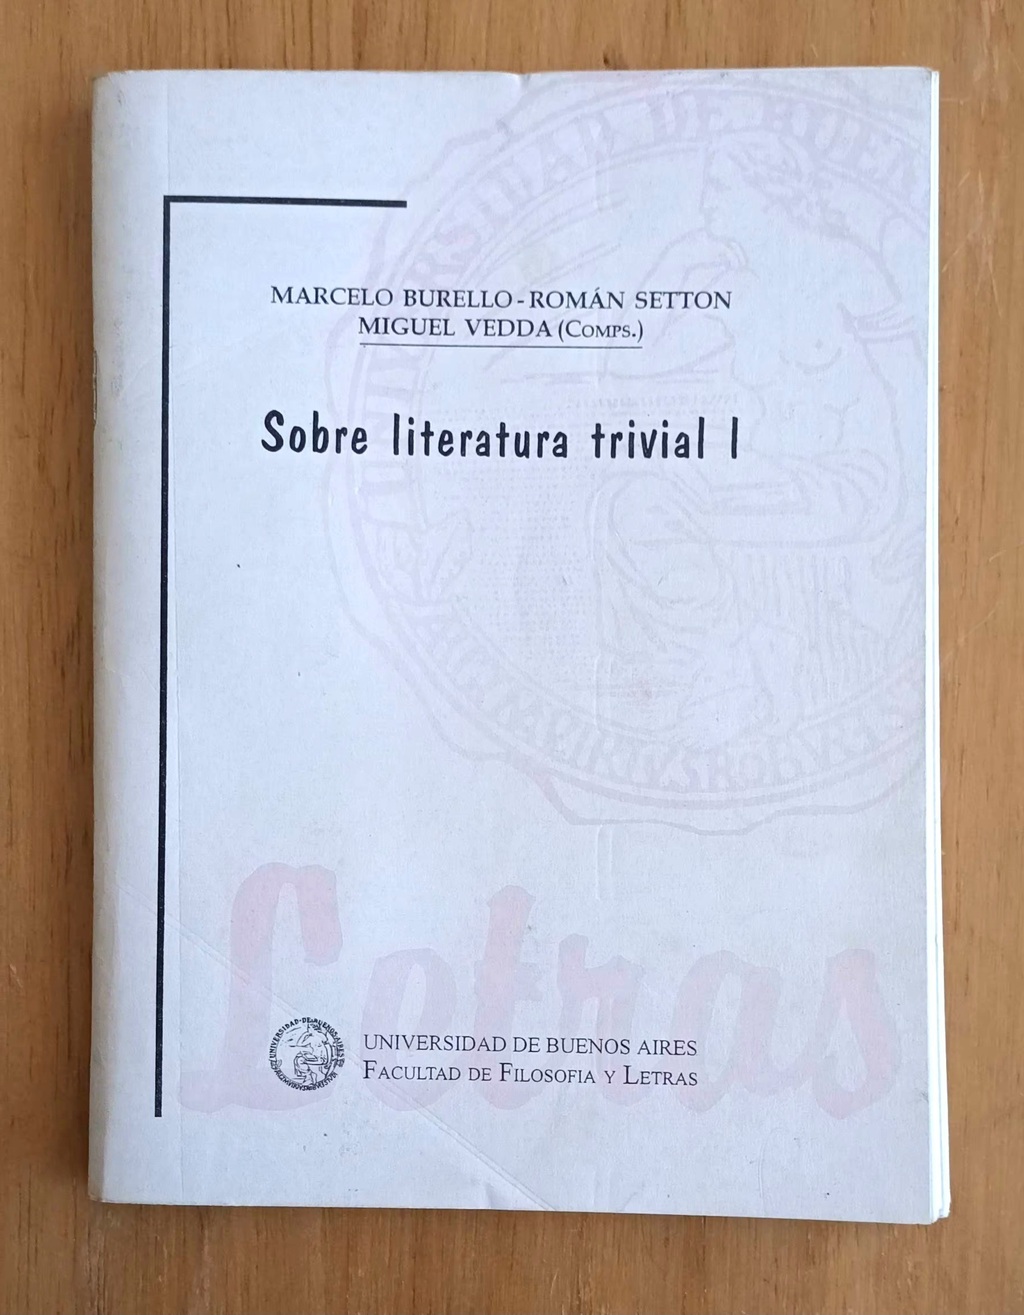 MARCELO BURELLO - ROMÁN SETTON
MIGUEL VEDDA (COMPS.)
Sobre literatura trivial I
Letras
UNIVERSIDAD DE BUENOS AIRES
FACULTAD DE FILOSOFIA Y LETRAS